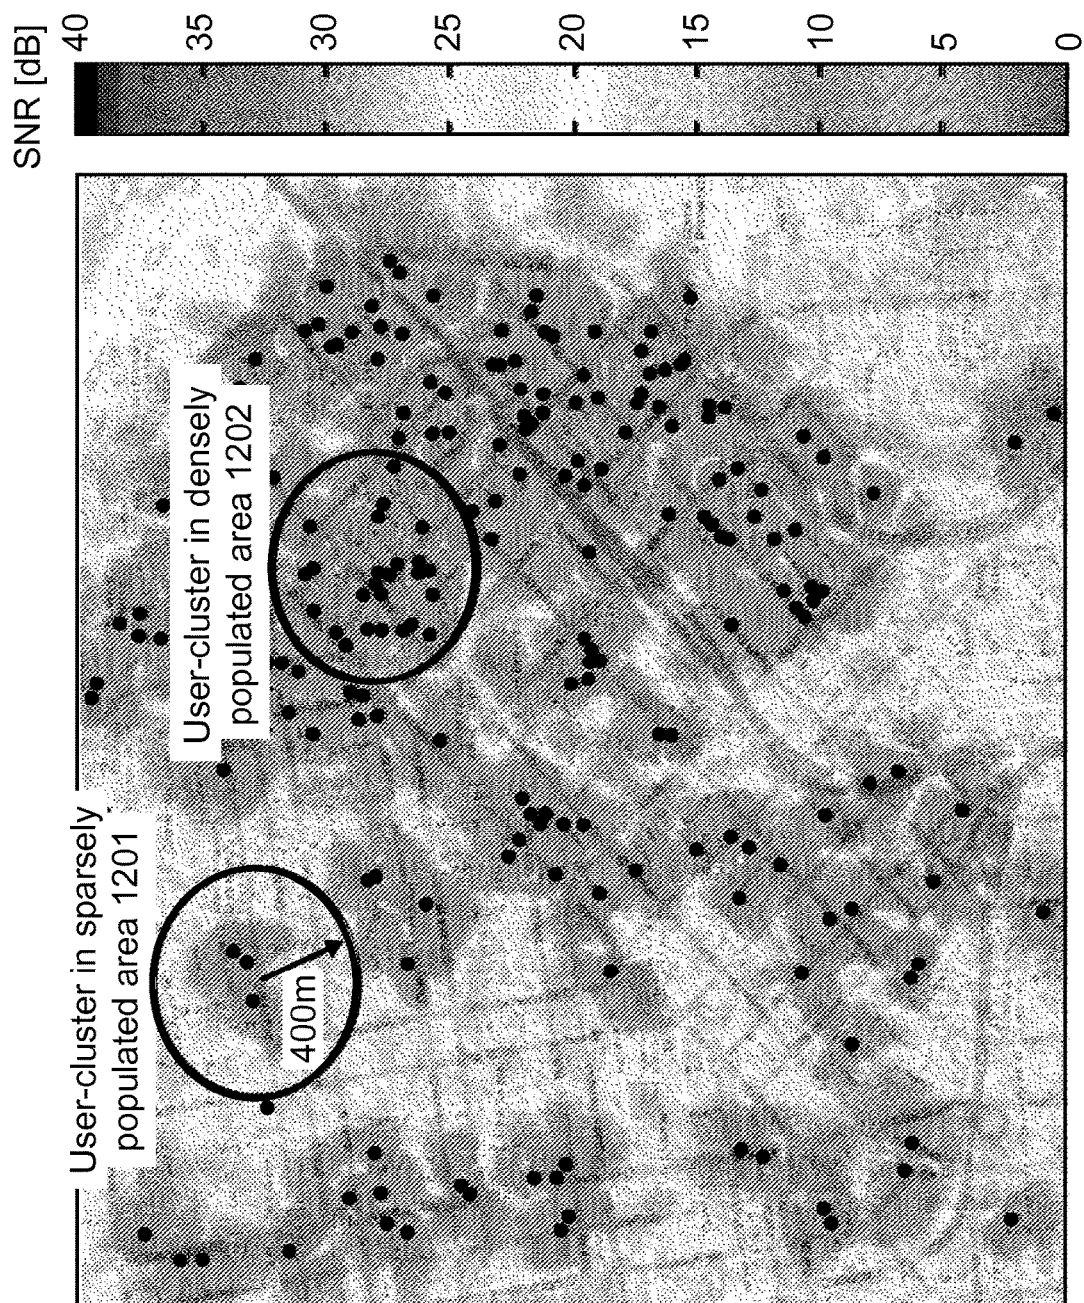 User-cluster in sparsely
populated area 1201
User-cluster in densely
populated area 1202
400m
SNR [dB]
40
35
30
25
20
15
10
5
0